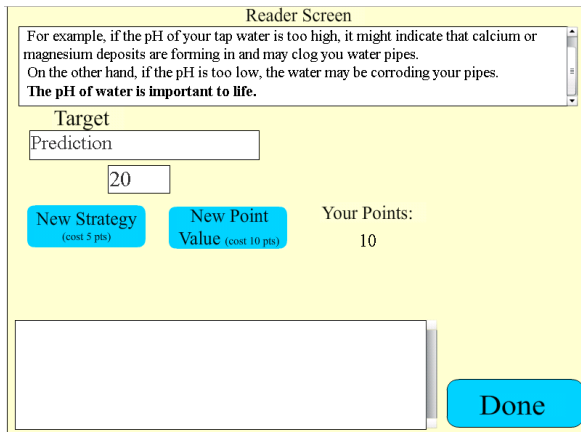 Reader Screen
For example, if the pH of your tap water is too high, it might indicate that calcium or
magnesium deposits are forming in and may clog you water pipes.
On the other hand, if the pH is too low, the water may be corroding your pipes.
The pH of water is important to life.
Target
Prediction
20
New Strategy
(cost 5 pts)
New Point
Value (cost 10 pts)
Your Points:
10
Done